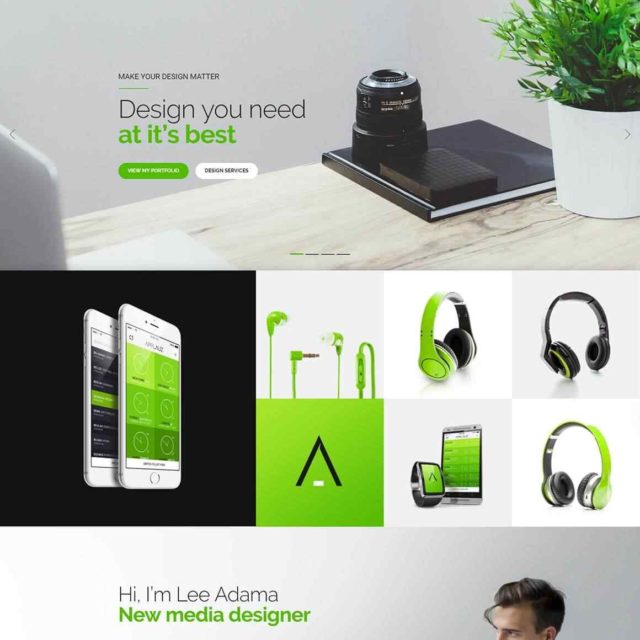 MAKE YOUR DESIGN MATTER
Design you need
at it's best
VIEW MY PORTFOLIO
DESIGN SERVICES
Hi, I'm Lee Adama
New media designer